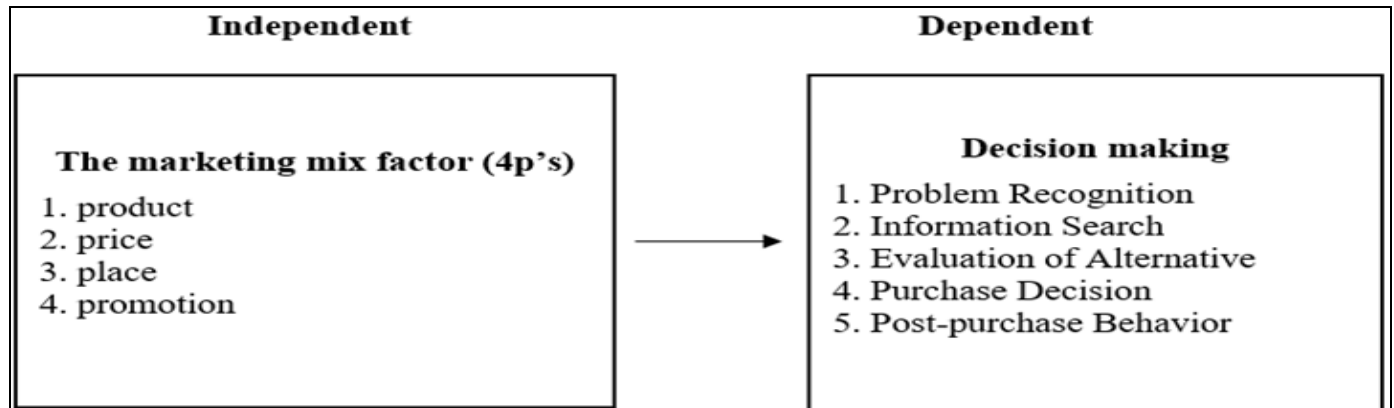 Independent
Dependent
The marketing mix factor (4p's)
1. product
2. price
3. place
4. promotion
Decision making
1. Problem Recognition
2. Information Search
3. Evaluation of Alternative
4. Purchase Decision
5. Post-purchase Behavior